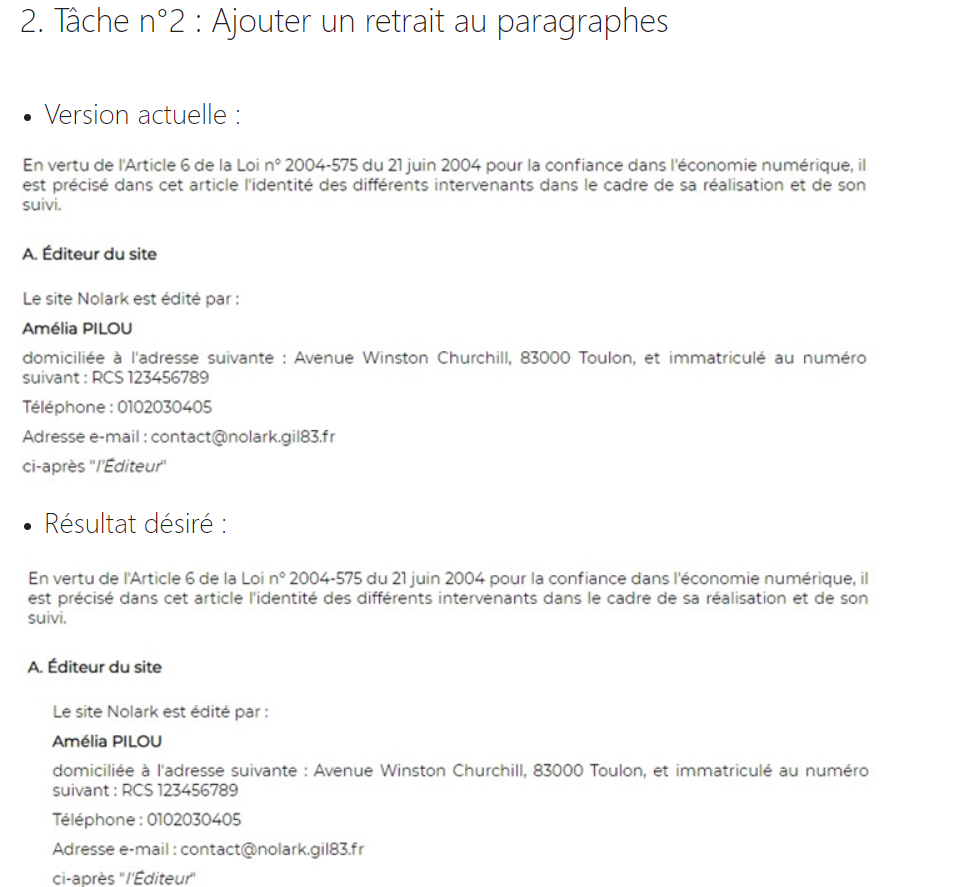 2. Tâche n°2 : Ajouter un retrait au paragraphes
• Version actuelle :
En vertu de l'Article 6 de la Loi n° 2004-575 du 21 juin 2004 pour la confiance dans l'économie numérique, il
est précisé dans cet article l'identité des différents intervenants dans le cadre de sa réalisation et de son
suivi.
A. Éditeur du site
Le site Nolark est édité par :
Amélia PILOU
domiciliée à l'adresse suivante : Avenue Winston Churchill, 83000 Toulon, et immatriculé au numéro
suivant : RCS 123456789
Téléphone : 0102030405
Adresse e-mail : contact@nolark.gil83.fr
ci-après "l'Éditeur"
• Résultat désiré :
En vertu de l'Article 6 de la Loi n° 2004-575 du 21 juin 2004 pour la confiance dans l'économie numérique, il
est précisé dans cet article l'identité des différents intervenants dans le cadre de sa réalisation et de son
suivi.
A. Éditeur du site
Le site Nolark est édité par :
Amélia PILOU
domiciliée à l'adresse suivante : Avenue Winston Churchill, 83000 Toulon, et immatriculé au numéro
suivant : RCS 123456789
Téléphone : 0102030405
Adresse e-mail : contact@nolark.gil83.fr
ci-après "l'Éditeur"